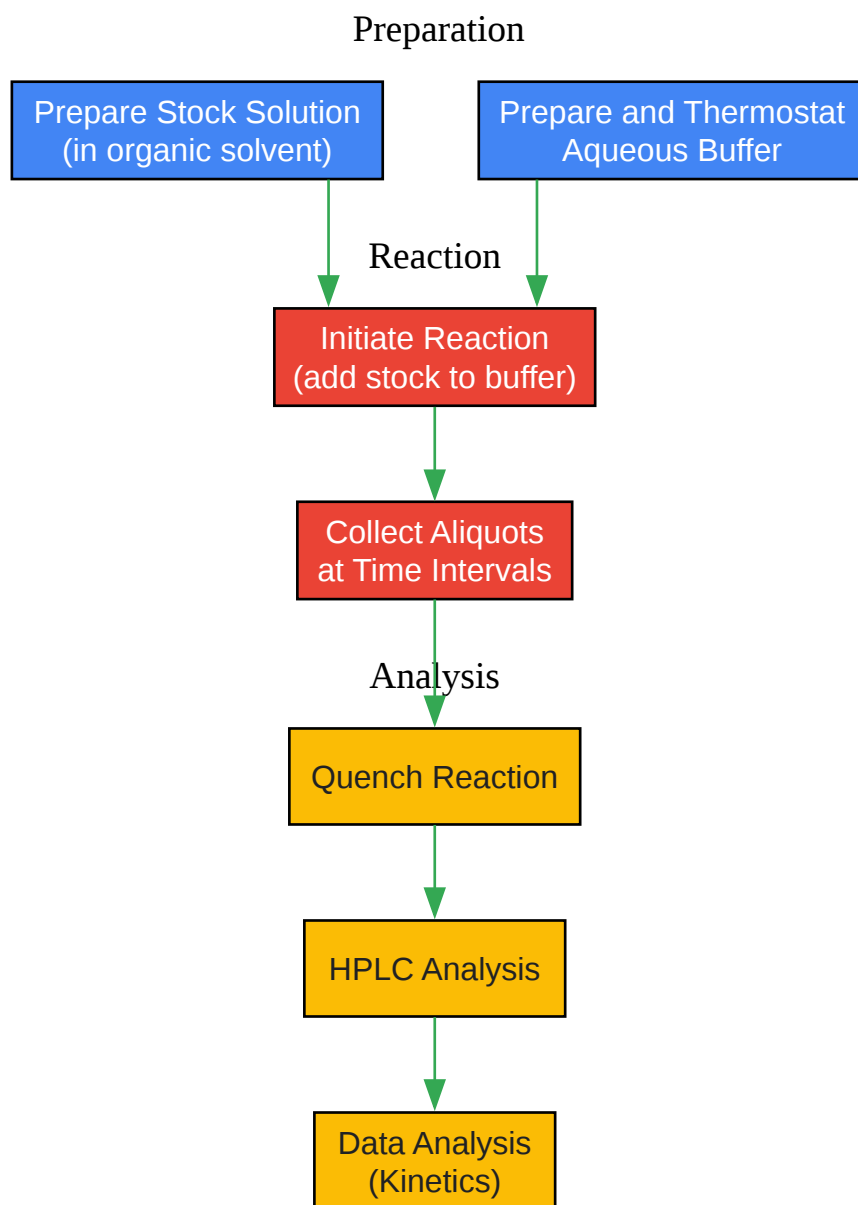 Preparation
Prepare Stock Solution
(in organic solvent)
Prepare and Thermostat
Aqueous Buffer
Reaction
Initiate Reaction
(add stock to buffer)
Collect Aliquots
at Time Intervals
Analysis
Quench Reaction
HPLC Analysis
Data Analysis
(Kinetics)